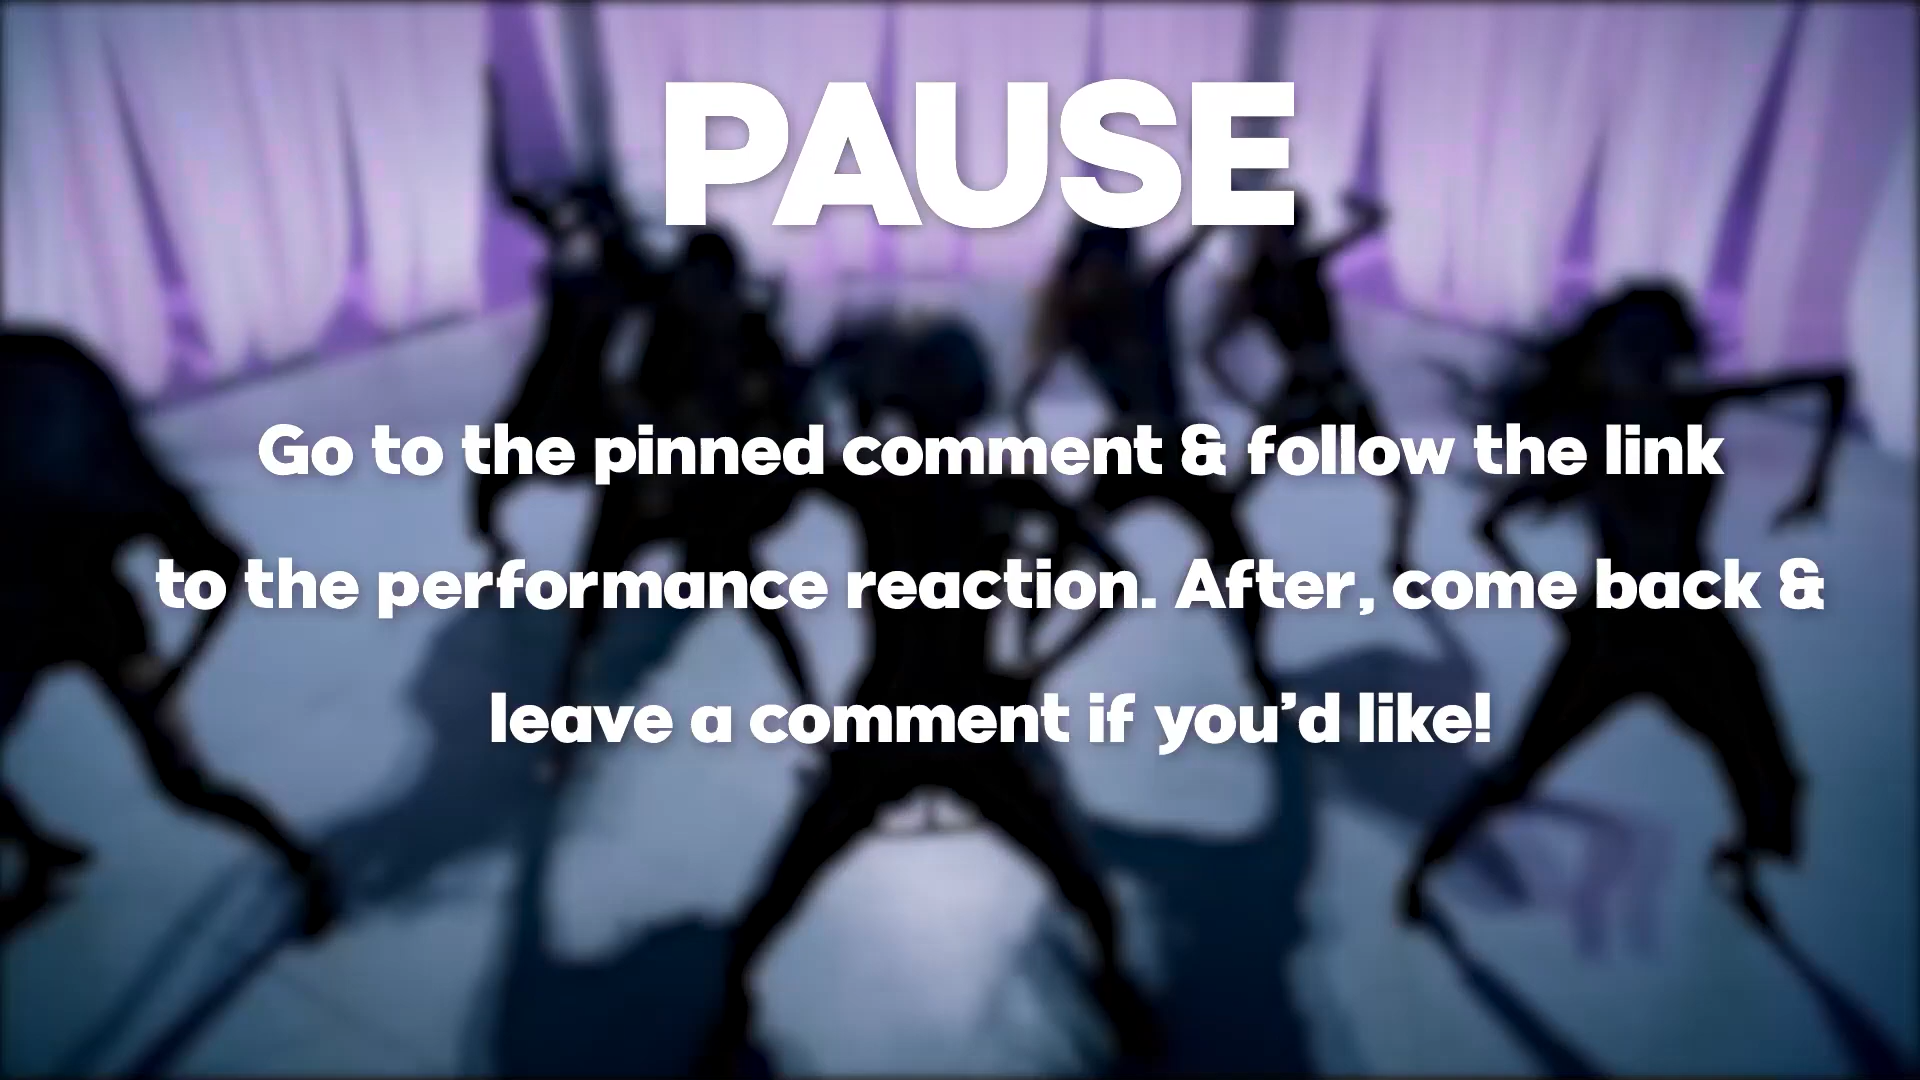 PAUSE
Go to the pinned comment & follow the link
to the performance reaction. After, come back &
leave a comment if you’d like!